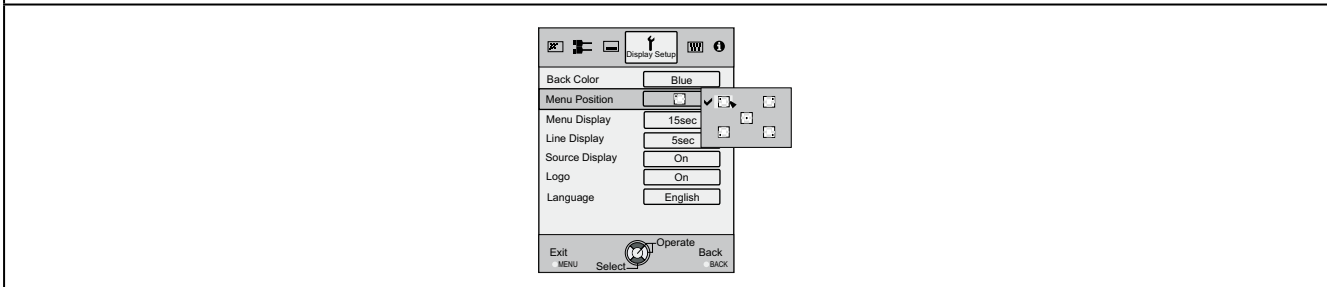 Display Setup
Back Color Blue
Menu Position
Menu Display 15sec
Line Display 5sec
Source Display On
Logo On
Language English
Operate
Exit Back
MENU Select BACK